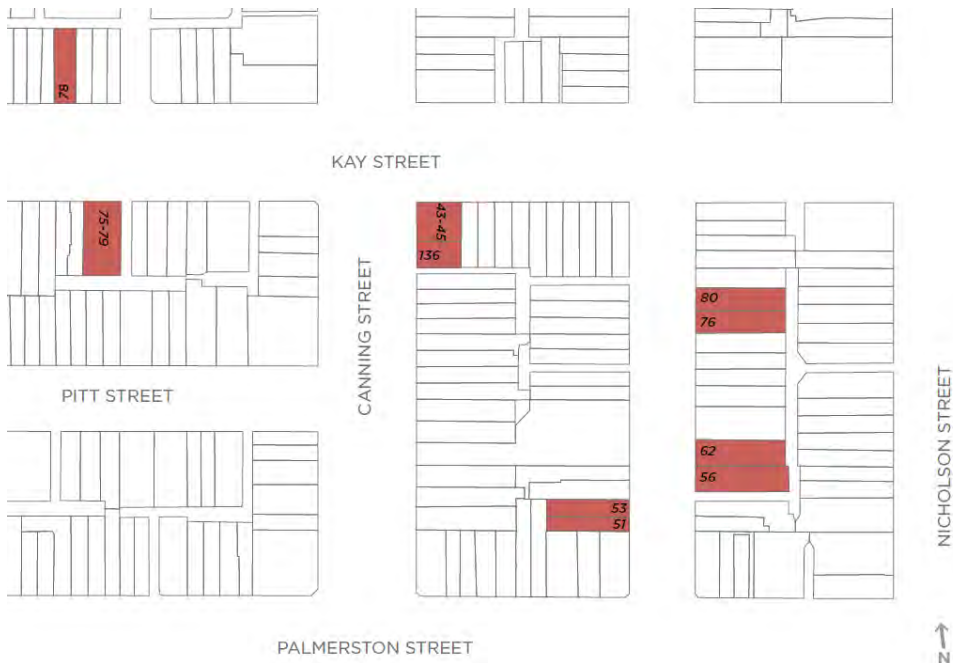 78
KAY STREET
75-79
43-45
136
CANNING STREET
80
76
PITT STREET
62
56
53
51
NICHOLSON STREET
PALMERSTON STREET
N